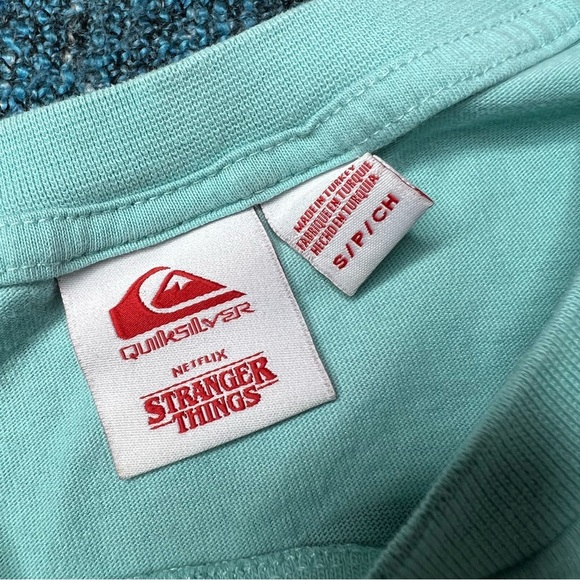 QUIKSILVER
NETFLIX
STRANGER
THINGS
MADE IN TURKEY
FABRIQUE EN TURQUIE
HECHO EN TURQUIA
S/P/CH